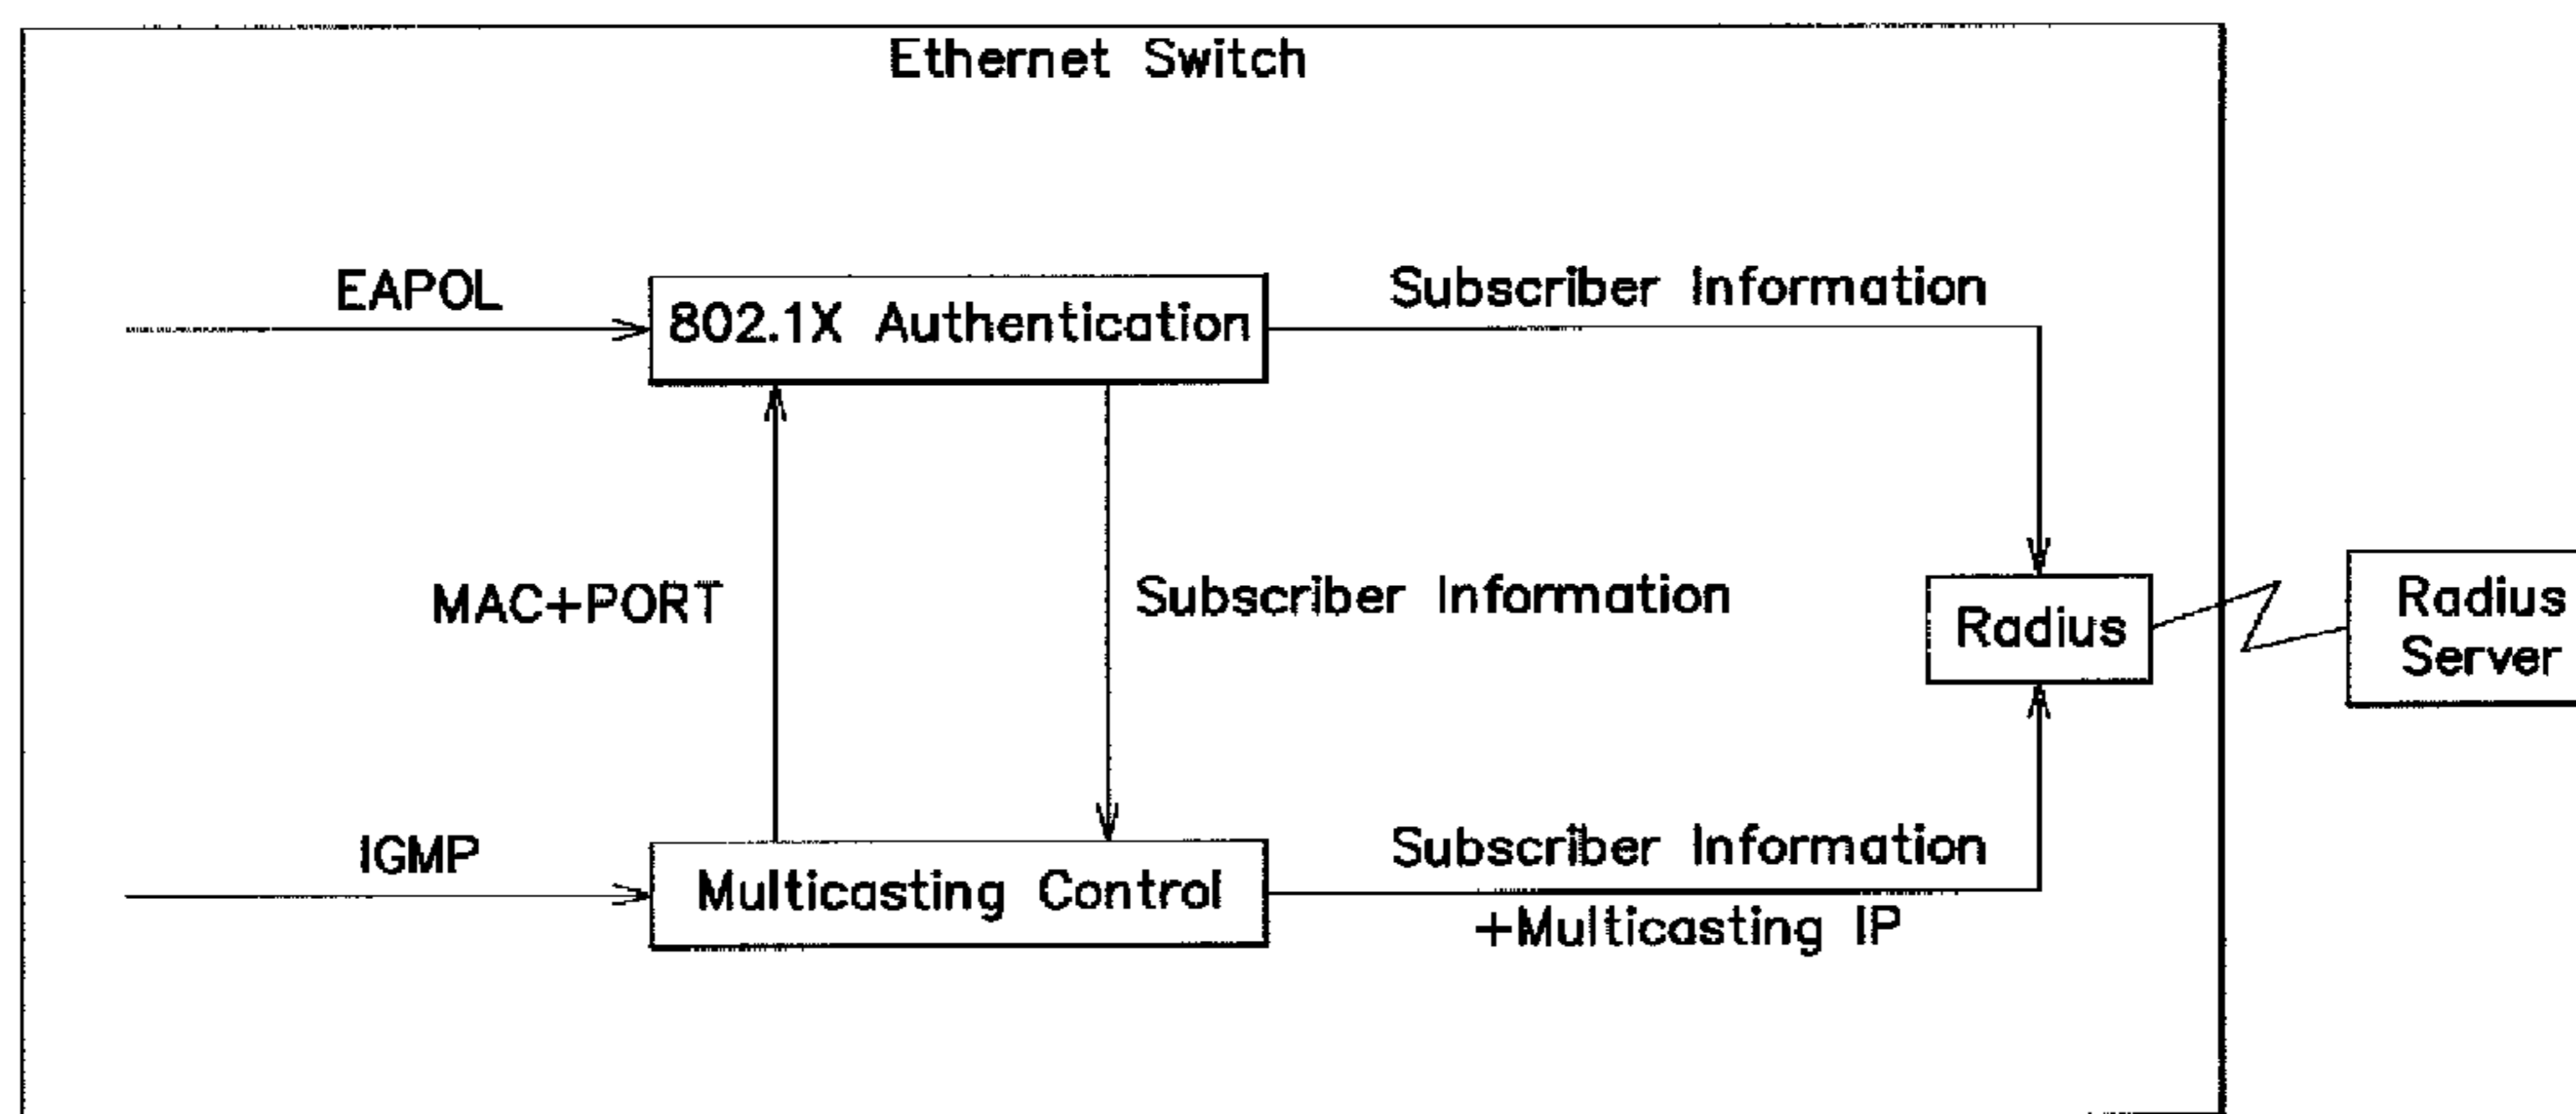 Ethernet Switch
EAPOL
802.1X Authentication
Subscriber Information
MAC+PORT
Subscriber Information
Radius
Radius
Server
IGMP
Multicasting Control
Subscriber Information
+Multicasting IP